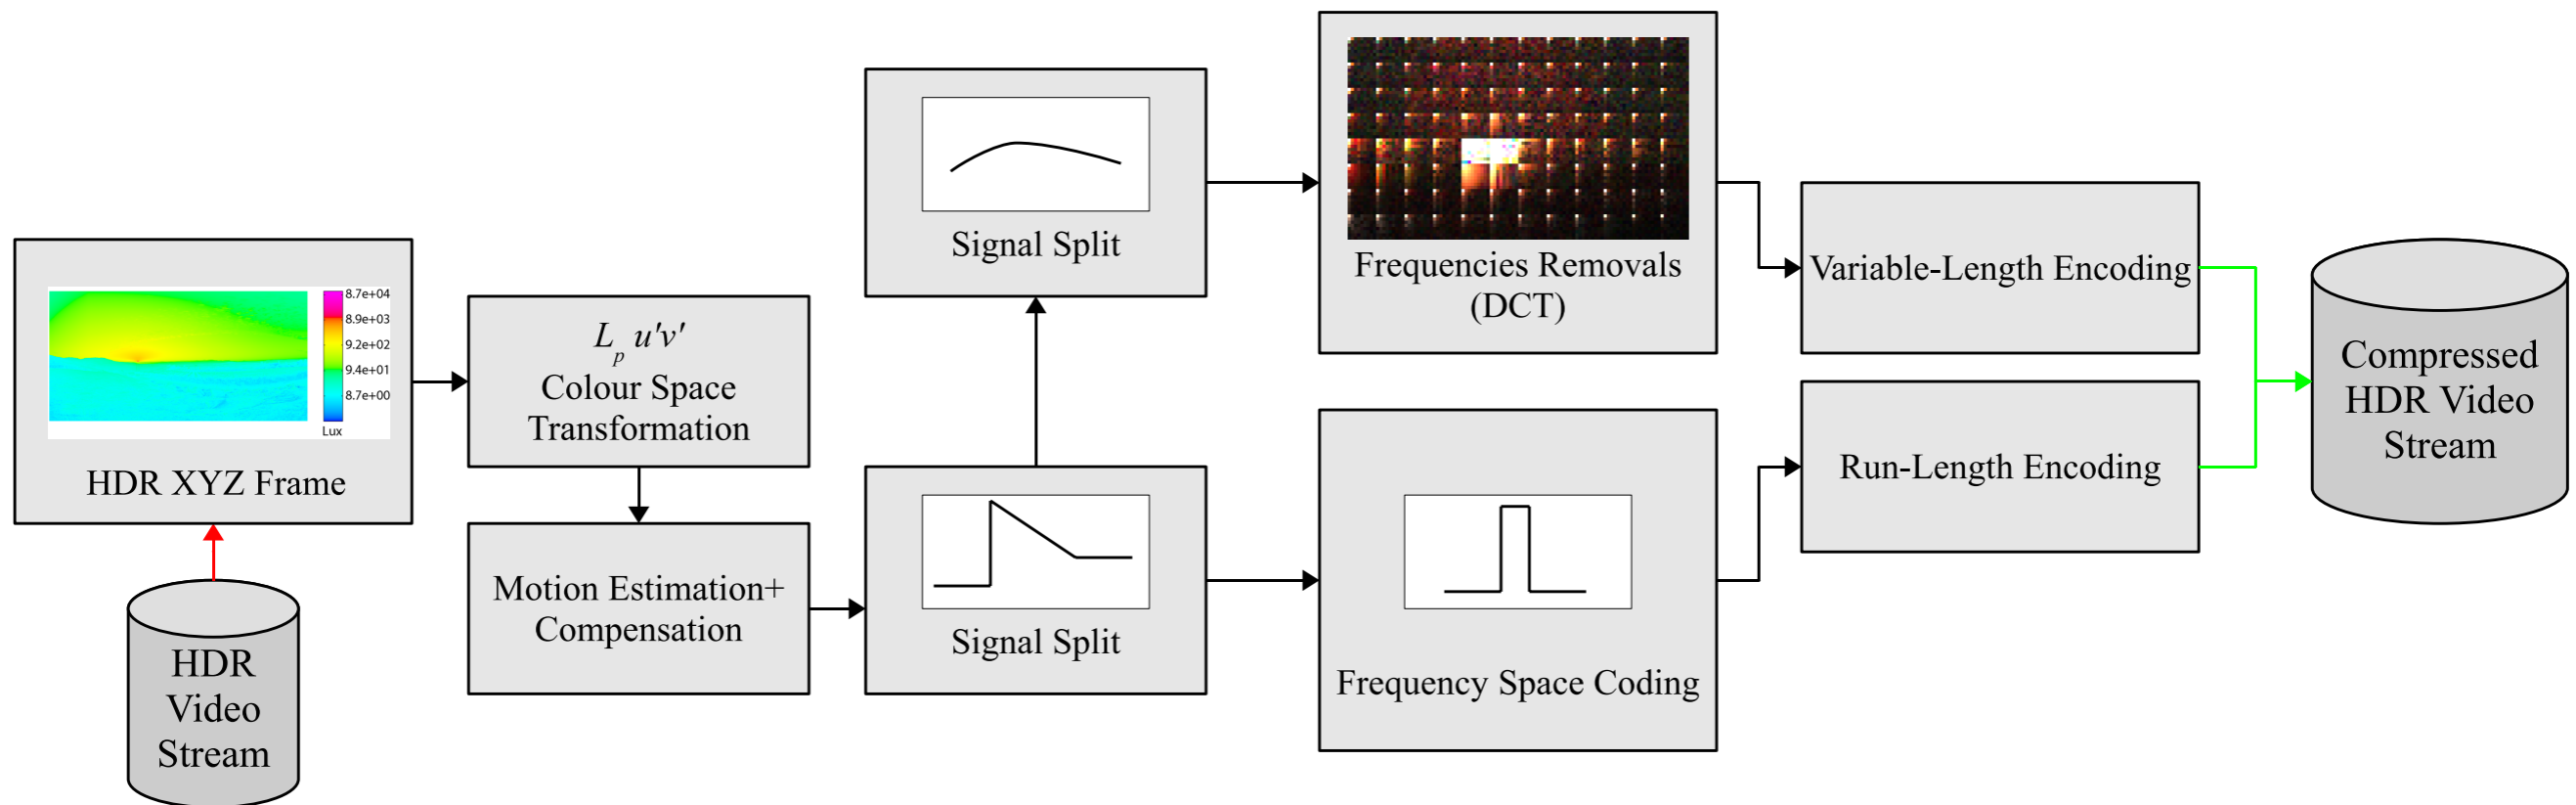 8.7e+04
8.9e+03
9.2e+02
9.4e+01
8.7e+00
Lux
HDR XYZ Frame
HDR
Video
Stream
Lp u'v'
Colour Space
Transformation
Motion Estimation+
Compensation
Signal Split
Signal Split
Frequencies Removals
(DCT)
Frequency Space Coding
Variable-Length Encoding
Run-Length Encoding
Compressed
HDR Video
Stream